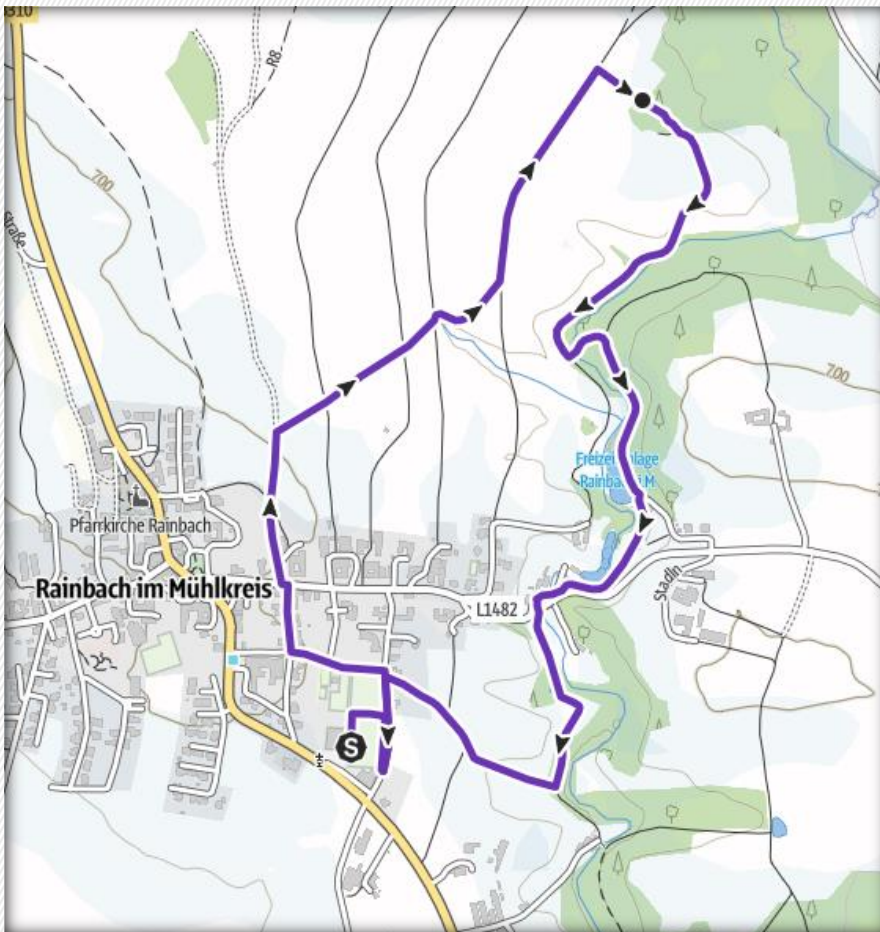 310
R8
700
Straße
700
Pfarrkirche Rainbach
Rainbach im Mühlkreis
L1482
Stadln
S